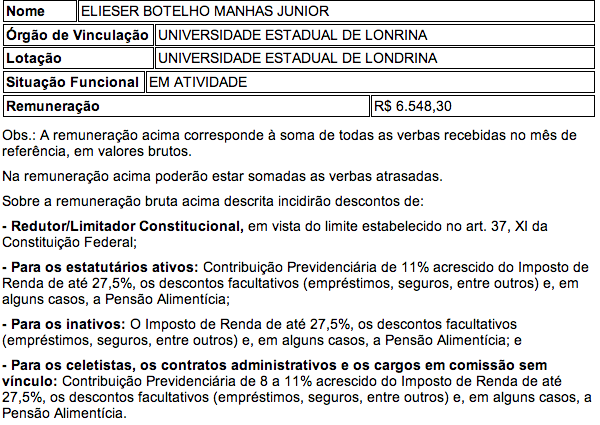 Nome ELIESER BOTELHO MANHAS JUNIOR
Órgão de Vinculação UNIVERSIDADE ESTADUAL DE LONRINA
Lotação UNIVERSIDADE ESTADUAL DE LONDRINA
Situação Funcional EM ATIVIDADE
Remuneração R$ 6.548,30
Obs.: A remuneração acima corresponde à soma de todas as verbas recebidas no mês de
referência, em valores brutos.
Na remuneração acima poderão estar somadas as verbas atrasadas.
Sobre a remuneração bruta acima descrita incidirão descontos de:
- Redutor/Limitador Constitucional, em vista do limite estabelecido no art. 37, XI da
Constituição Federal;
- Para os estatutários ativos: Contribuição Previdenciária de 11% acrescido do Imposto de
Renda de até 27,5%, os descontos facultativos (empréstimos, seguros, entre outros) e, em
alguns casos, a Pensão Alimentícia;
- Para os inativos: O Imposto de Renda de até 27,5%, os descontos facultativos
(empréstimos, seguros, entre outros) e, em alguns casos, a Pensão Alimentícia; e
- Para os celetistas, os contratos administrativos e os cargos em comissão sem
vínculo: Contribuição Previdenciária de 8 a 11% acrescido do Imposto de Renda de até
27,5%, os descontos facultativos (empréstimos, seguros, entre outros) e, em alguns casos, a
Pensão Alimentícia.